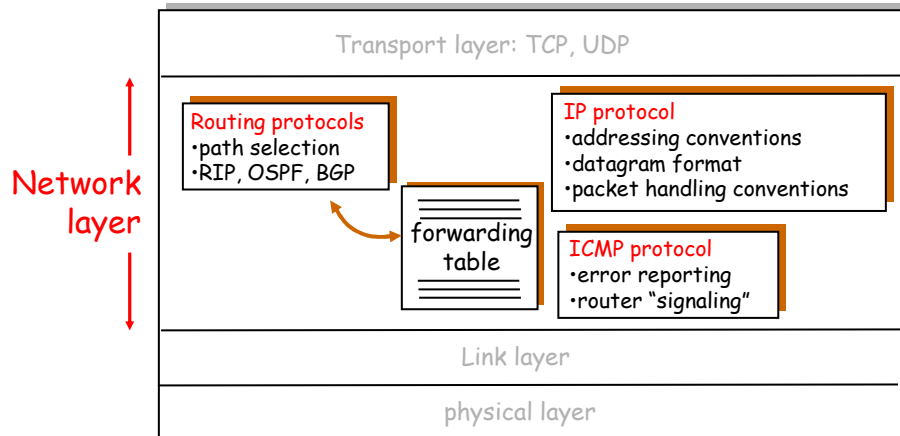 Transport layer: TCP, UDP
Network
layer
Routing protocols
•path selection
•RIP, OSPF, BGP
forwarding
table
IP protocol
•addressing conventions
•datagram format
•packet handling conventions
ICMP protocol
•error reporting
•router “signaling”
Link layer
physical layer